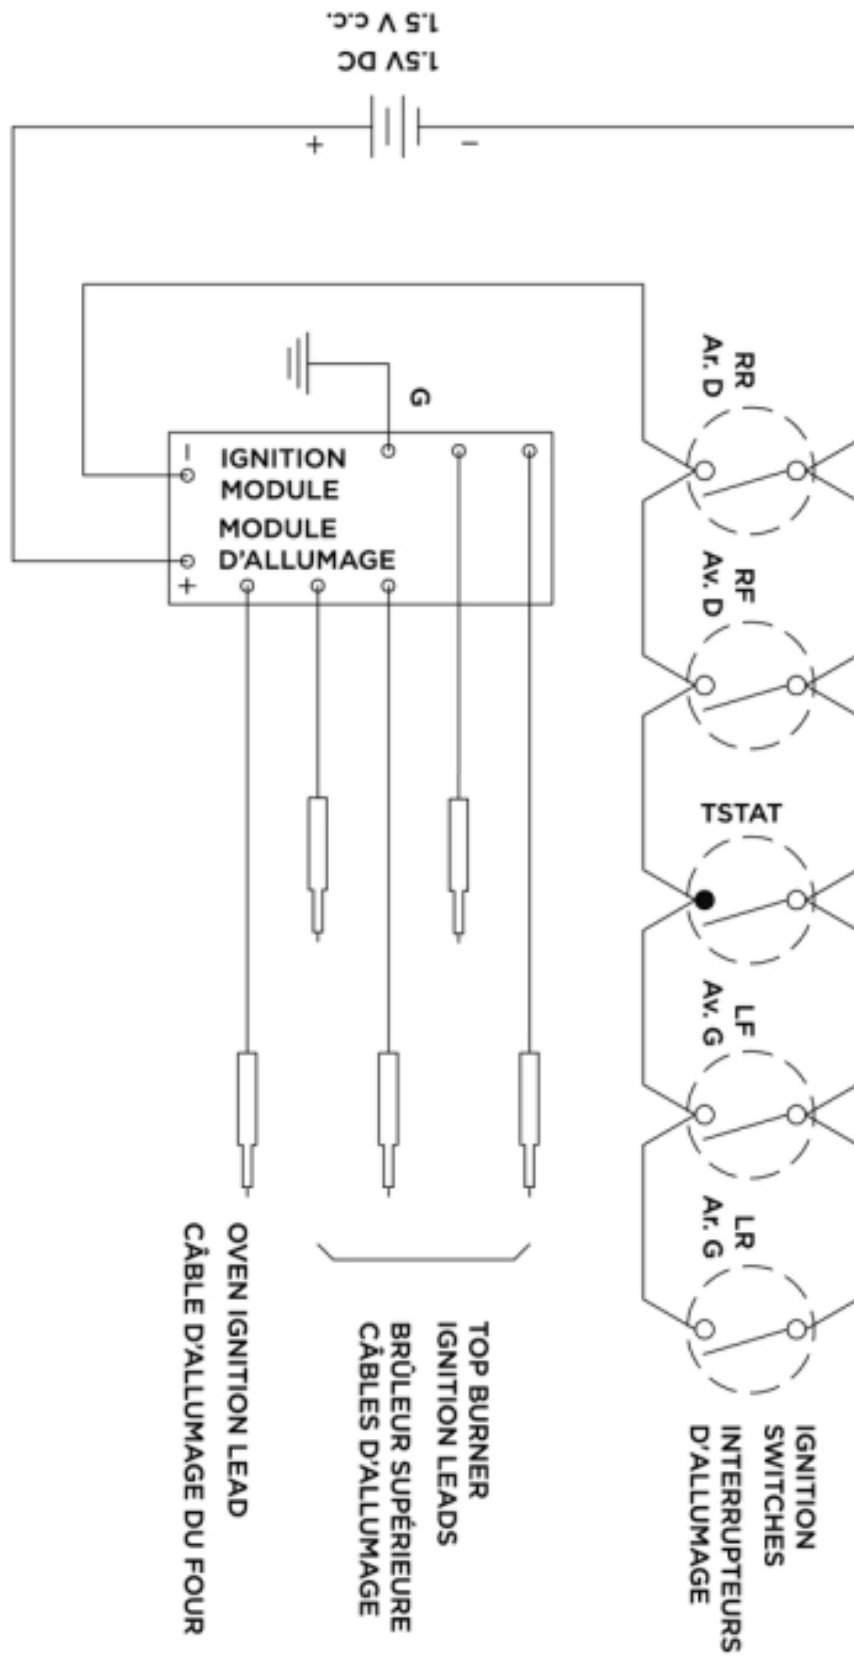 1.5 V c.c.
1.5V DC
+
−
RR
Ar. D
G
−
IGNITION
MODULE
MODULE
D'ALLUMAGE
+
RF
Av. D
TSTAT
LF
Av. G
LR
Ar. G
OVEN IGNITION LEAD
CÂBLE D'ALLUMAGE DU FOUR
TOP BURNER
IGNITION LEADS
BRÛLEUR SUPÉRIEURE
CÂBLES D'ALLUMAGE
IGNITION
SWITCHES
INTERRUPTEURS
D'ALLUMAGE